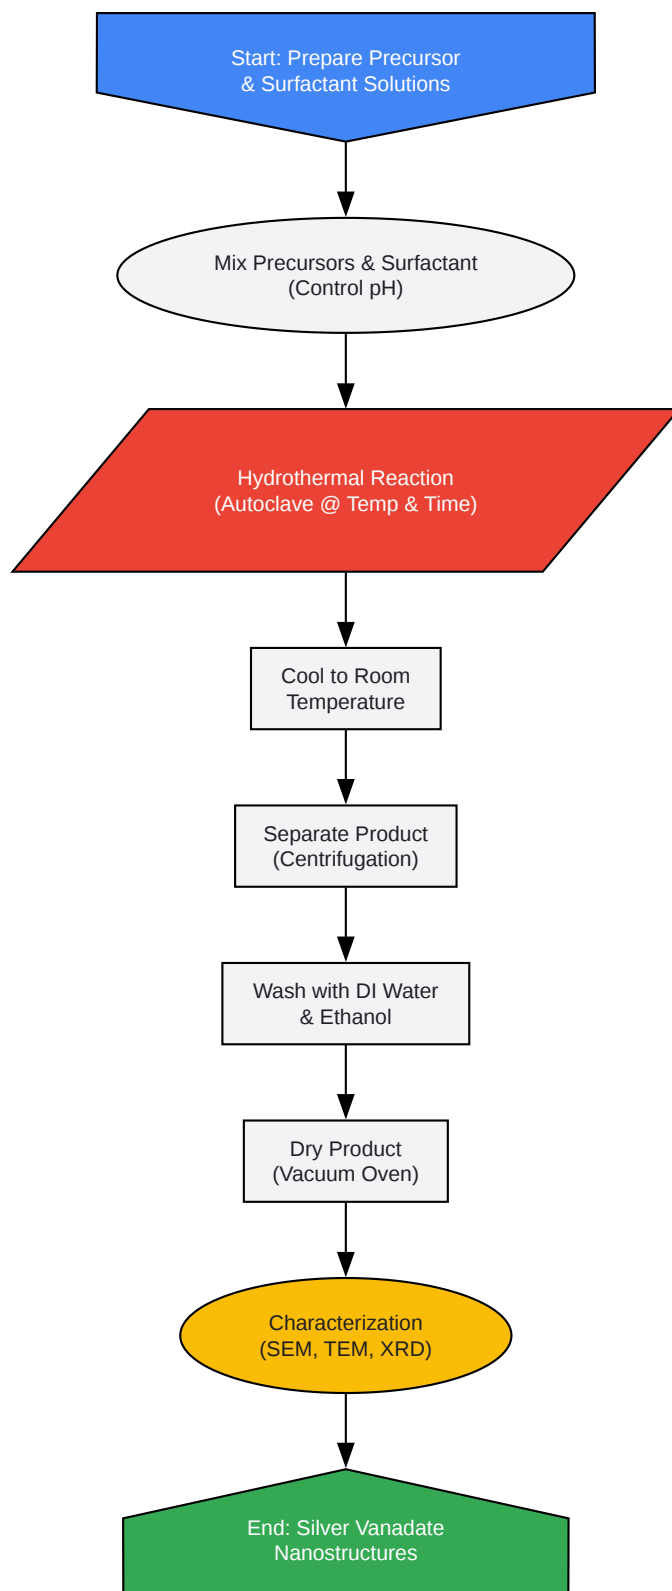 Start: Prepare Precursor
& Surfactant Solutions
Mix Precursors & Surfactant
(Control pH)
Hydrothermal Reaction
(Autoclave @ Temp & Time)
Cool to Room
Temperature
Separate Product
(Centrifugation)
Wash with DI Water
& Ethanol
Dry Product
(Vacuum Oven)
Characterization
(SEM, TEM, XRD)
End: Silver Vanadate
Nanostructures